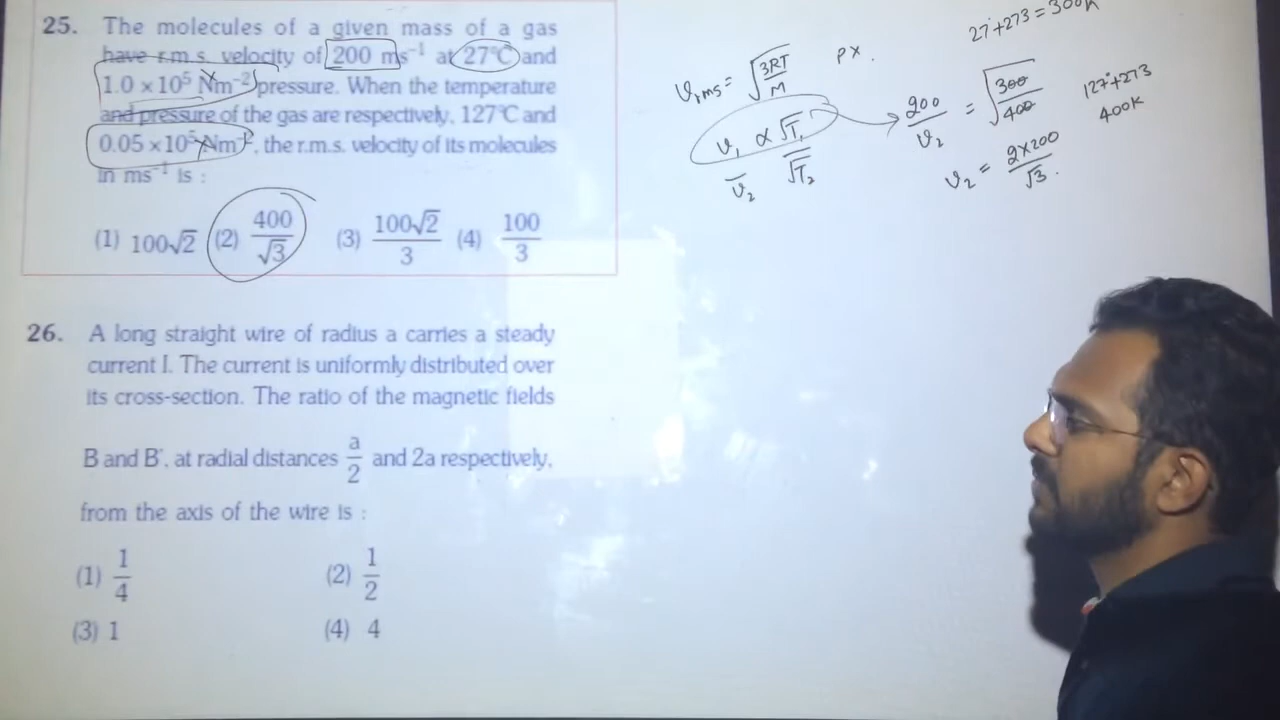 25. The molecules of a given mass of a gas
have r.m.s. velocity of 200 ms⁻¹ at 27°C and
1.0 × 10⁵ Nm⁻² pressure. When the temperature
and pressure of the gas are respectively, 127°C and
0.05 × 10⁵ Nm⁻², the r.m.s. velocity of its molecules
in ms⁻¹ is :
(1) 100√2 (2) 400/√3 (3) 100√2/3 (4) 100/3
26. A long straight wire of radius a carries a steady
current I. The current is uniformly distributed over
its cross-section. The ratio of the magnetic fields
B and B', at radial distances a/2 and 2a respectively,
from the axis of the wire is :
(1) 1/4 (2) 1/2
(3) 1 (4) 4
27+273=300K
Vrms = √(3RT/M) P×.
v₁/v₂ ∝ √T₁/√T₂
200/v₂ = √(300/400)
127+273
400K
v₂ = 2×200/√3.